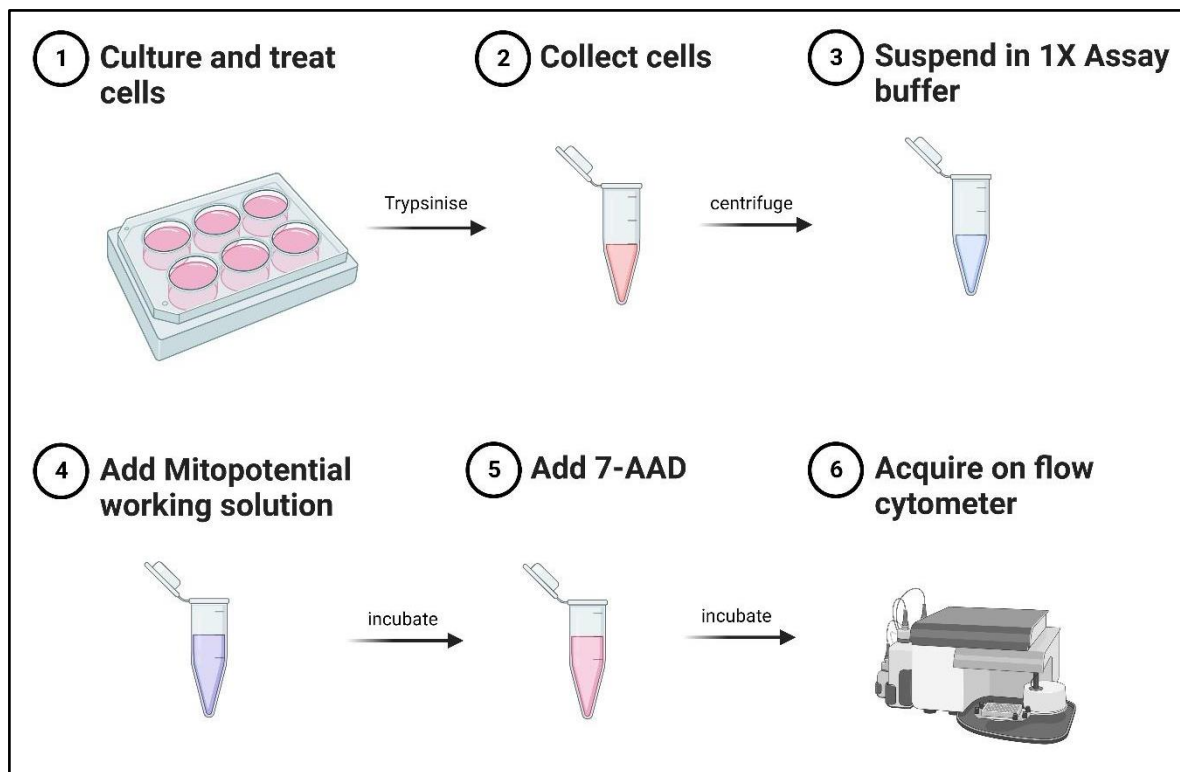 1 Culture and treat
cells
Trypsinise
2 Collect cells
centrifuge
3 Suspend in 1X Assay
buffer
4 Add Mitopotential
working solution
incubate
5 Add 7-AAD
incubate
6 Acquire on flow
cytometer